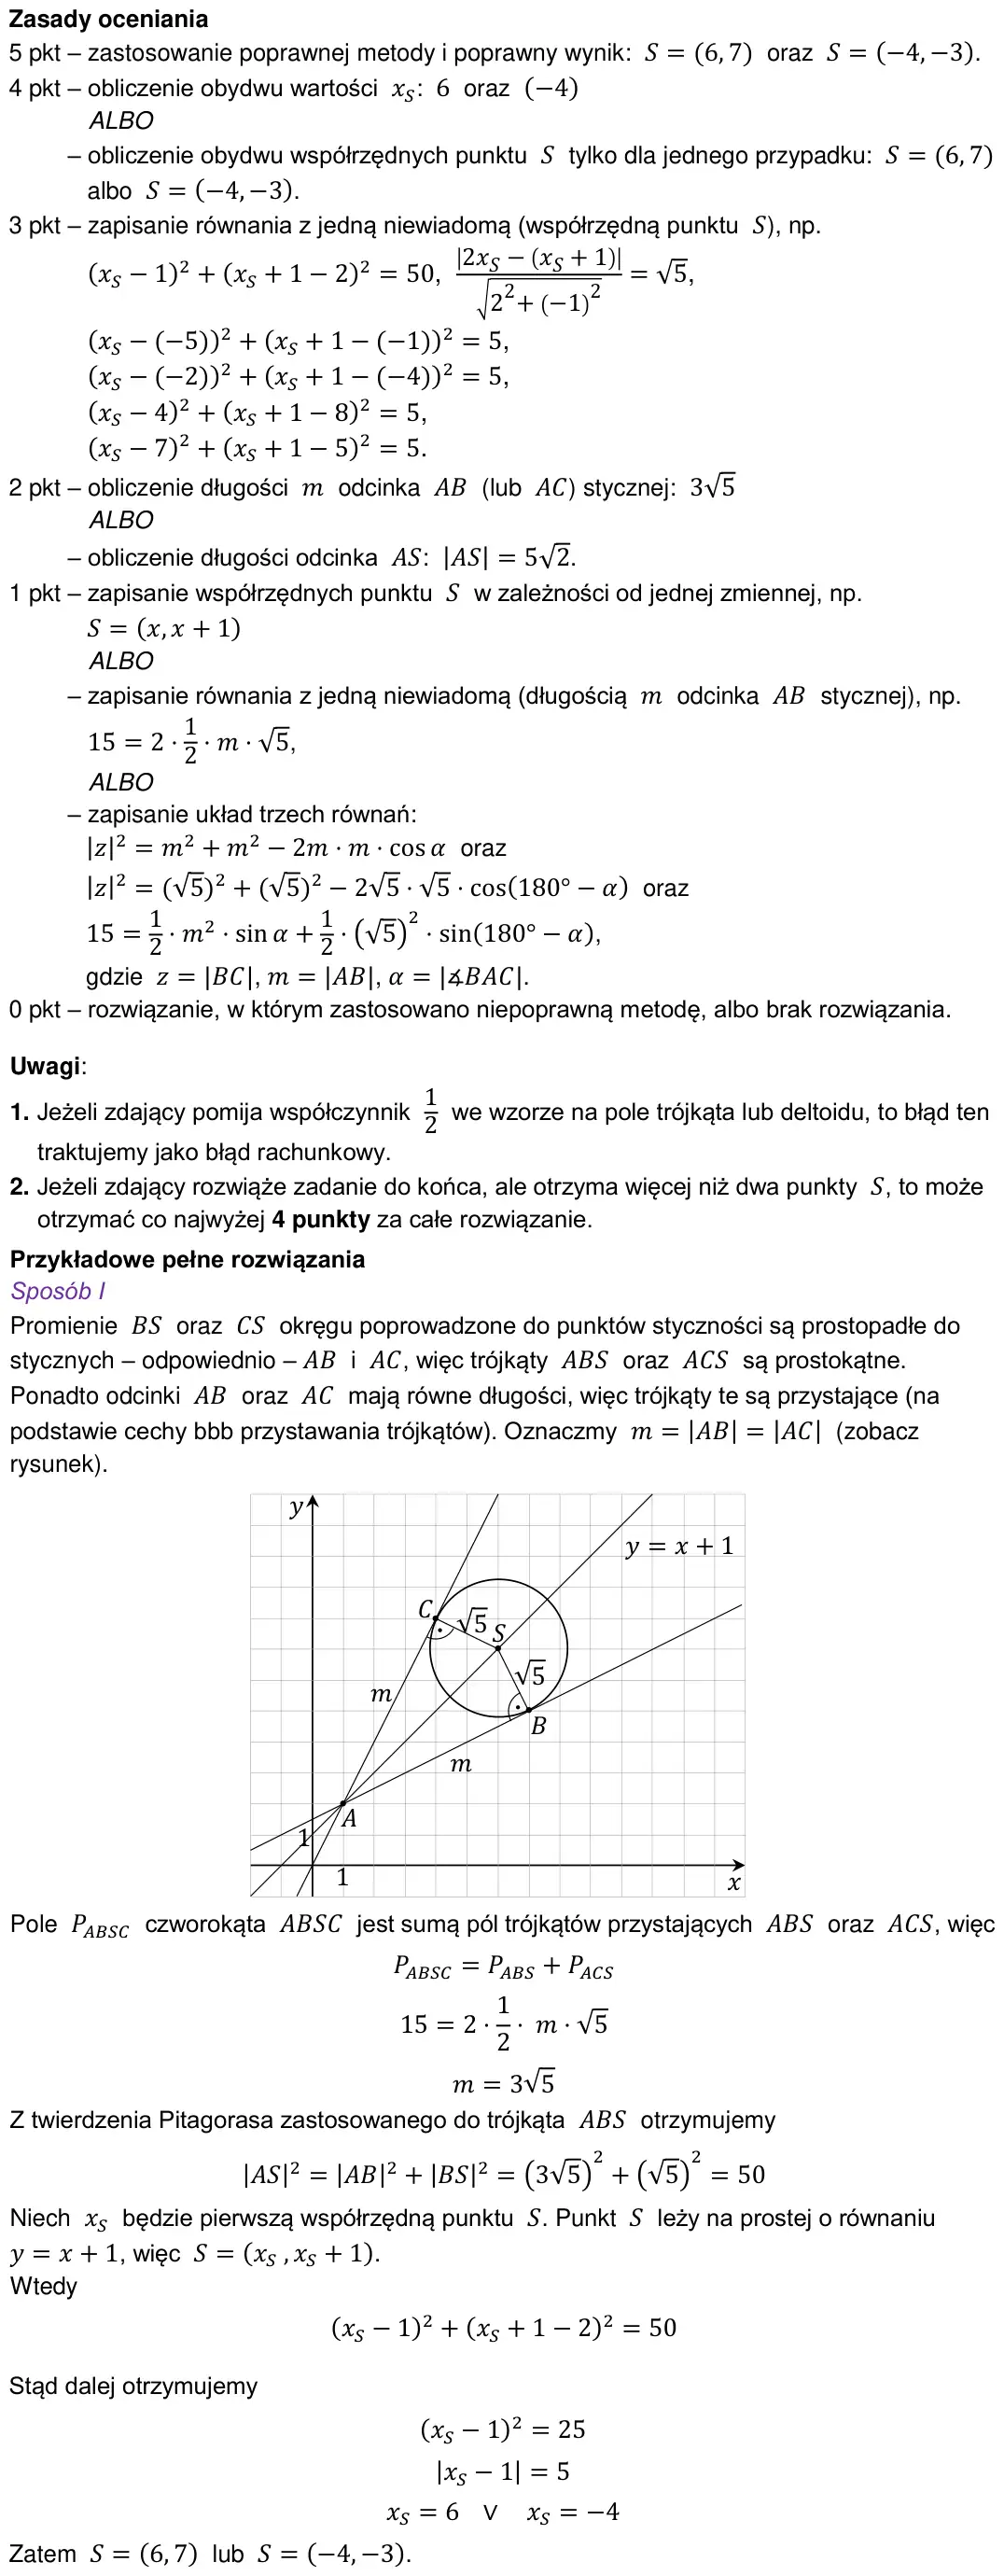 Zasady oceniania
5 pkt – zastosowanie poprawnej metody i poprawny wynik: S = (6, 7) oraz S = (−4, −3).
4 pkt – obliczenie obydwu wartości x_S: 6 oraz (−4)
ALBO
– obliczenie obydwu współrzędnych punktu S tylko dla jednego przypadku: S = (6, 7)
albo S = (−4, −3).
3 pkt – zapisanie równania z jedną niewiadomą (współrzędną punktu S), np.
(x_S − 1)² + (x_S + 1 − 2)² = 50, |2x_S − (x_S + 1)| / √(2² + (−1)²) = √5,
(x_S − (−5))² + (x_S + 1 − (−1))² = 5,
(x_S − (−2))² + (x_S + 1 − (−4))² = 5,
(x_S − 4)² + (x_S + 1 − 8)² = 5,
(x_S − 7)² + (x_S + 1 − 5)² = 5.
2 pkt – obliczenie długości m odcinka AB (lub AC) stycznej: 3√5
ALBO
– obliczenie długości odcinka AS: |AS| = 5√2.
1 pkt – zapisanie współrzędnych punktu S w zależności od jednej zmiennej, np.
S = (x, x + 1)
ALBO
– zapisanie równania z jedną niewiadomą (długością m odcinka AB stycznej), np.
15 = 2 · 1/2 · m · √5,
ALBO
– zapisanie układ trzech równań:
|z|² = m² + m² − 2m · m · cos α oraz
|z|² = (√5)² + (√5)² − 2√5 · √5 · cos(180° − α) oraz
15 = 1/2 · m² · sin α + 1/2 · (√5)² · sin(180° − α),
gdzie z = |BC|, m = |AB|, α = |∡BAC|.
0 pkt – rozwiązanie, w którym zastosowano niepoprawną metodę, albo brak rozwiązania.
Uwagi:
1. Jeżeli zdający pomija współczynnik 1/2 we wzorze na pole trójkąta lub deltoidu, to błąd ten
traktujemy jako błąd rachunkowy.
2. Jeżeli zdający rozwiąże zadanie do końca, ale otrzyma więcej niż dwa punkty S, to może
otrzymać co najwyżej 4 punkty za całe rozwiązanie.
Przykładowe pełne rozwiązania
Sposób I
Promienie BS oraz CS okręgu poprowadzone do punktów styczności są prostopadłe do
stycznych – odpowiednio – AB i AC, więc trójkąty ABS oraz ACS są prostokątne.
Ponadto odcinki AB oraz AC mają równe długości, więc trójkąty te są przystające (na
podstawie cechy bbb przystawania trójkątów). Oznaczmy m = |AB| = |AC| (zobacz
rysunek).
y
y = x + 1
C
√5
S
√5
m
B
m
A
1
1
x
Pole P_ABSC czworokąta ABSC jest sumą pól trójkątów przystających ABS oraz ACS, więc
P_ABSC = P_ABS + P_ACS
15 = 2 · 1/2 · m · √5
m = 3√5
Z twierdzenia Pitagorasa zastosowanego do trójkąta ABS otrzymujemy
|AS|² = |AB|² + |BS|² = (3√5)² + (√5)² = 50
Niech x_S będzie pierwszą współrzędną punktu S. Punkt S leży na prostej o równaniu
y = x + 1, więc S = (x_S , x_S + 1).
Wtedy
(x_S − 1)² + (x_S + 1 − 2)² = 50
Stąd dalej otrzymujemy
(x_S − 1)² = 25
|x_S − 1| = 5
x_S = 6 ∨ x_S = −4
Zatem S = (6, 7) lub S = (−4, −3).